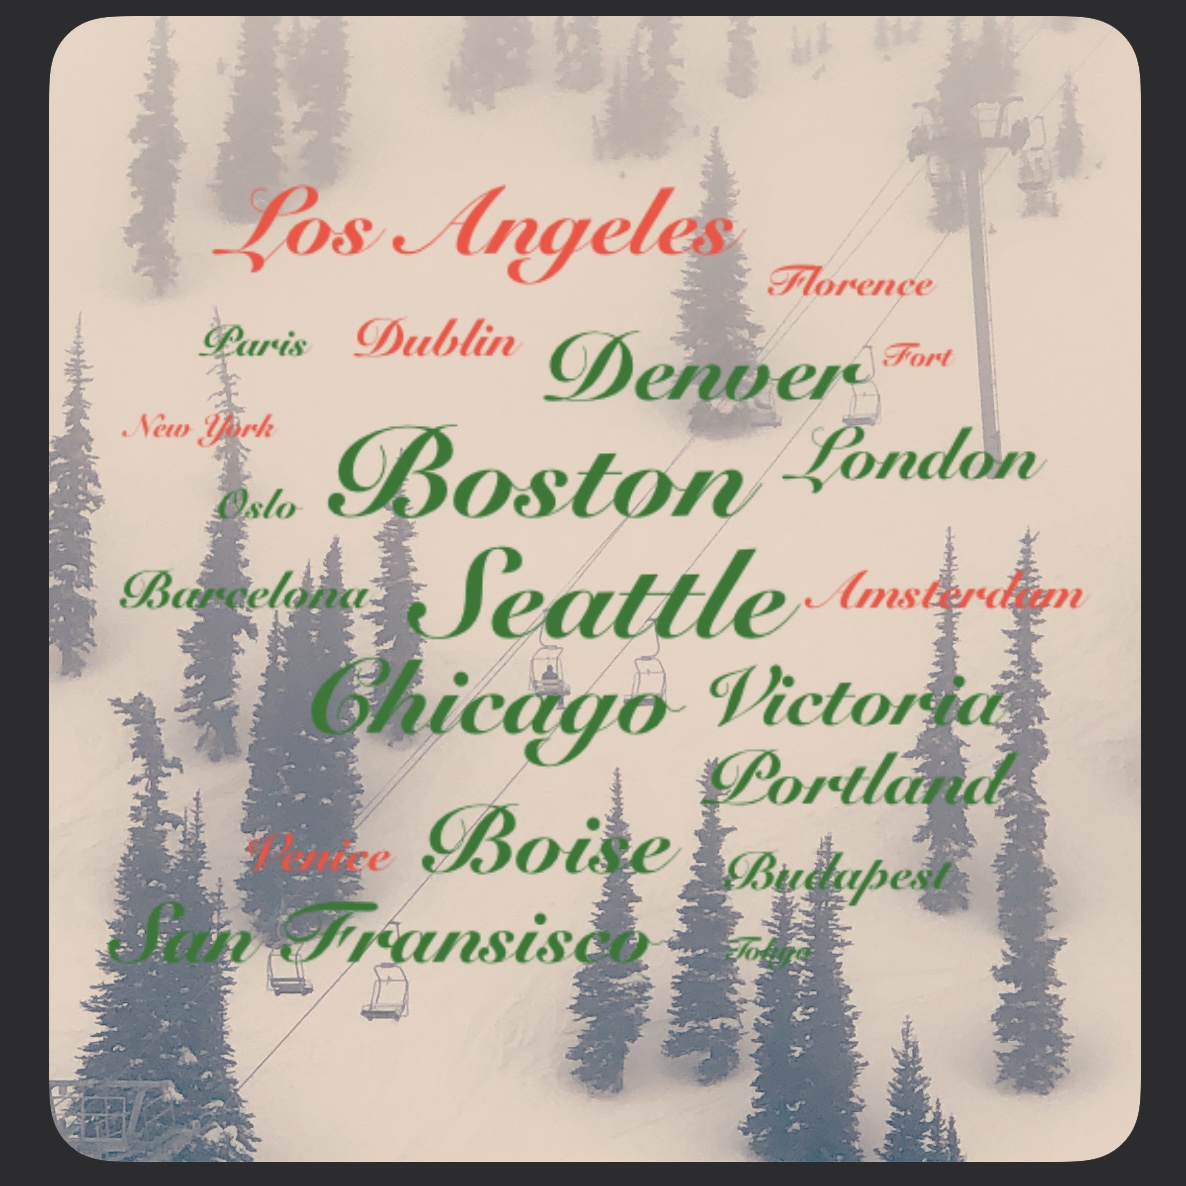 Los Angeles
Florence
Paris Dublin Denver Fort
New York Boston London
Oslo
Barcelona Seattle Amsterdam
Chicago Victoria
Portland
Venice Boise Budapest
San Fransisco Tokyo